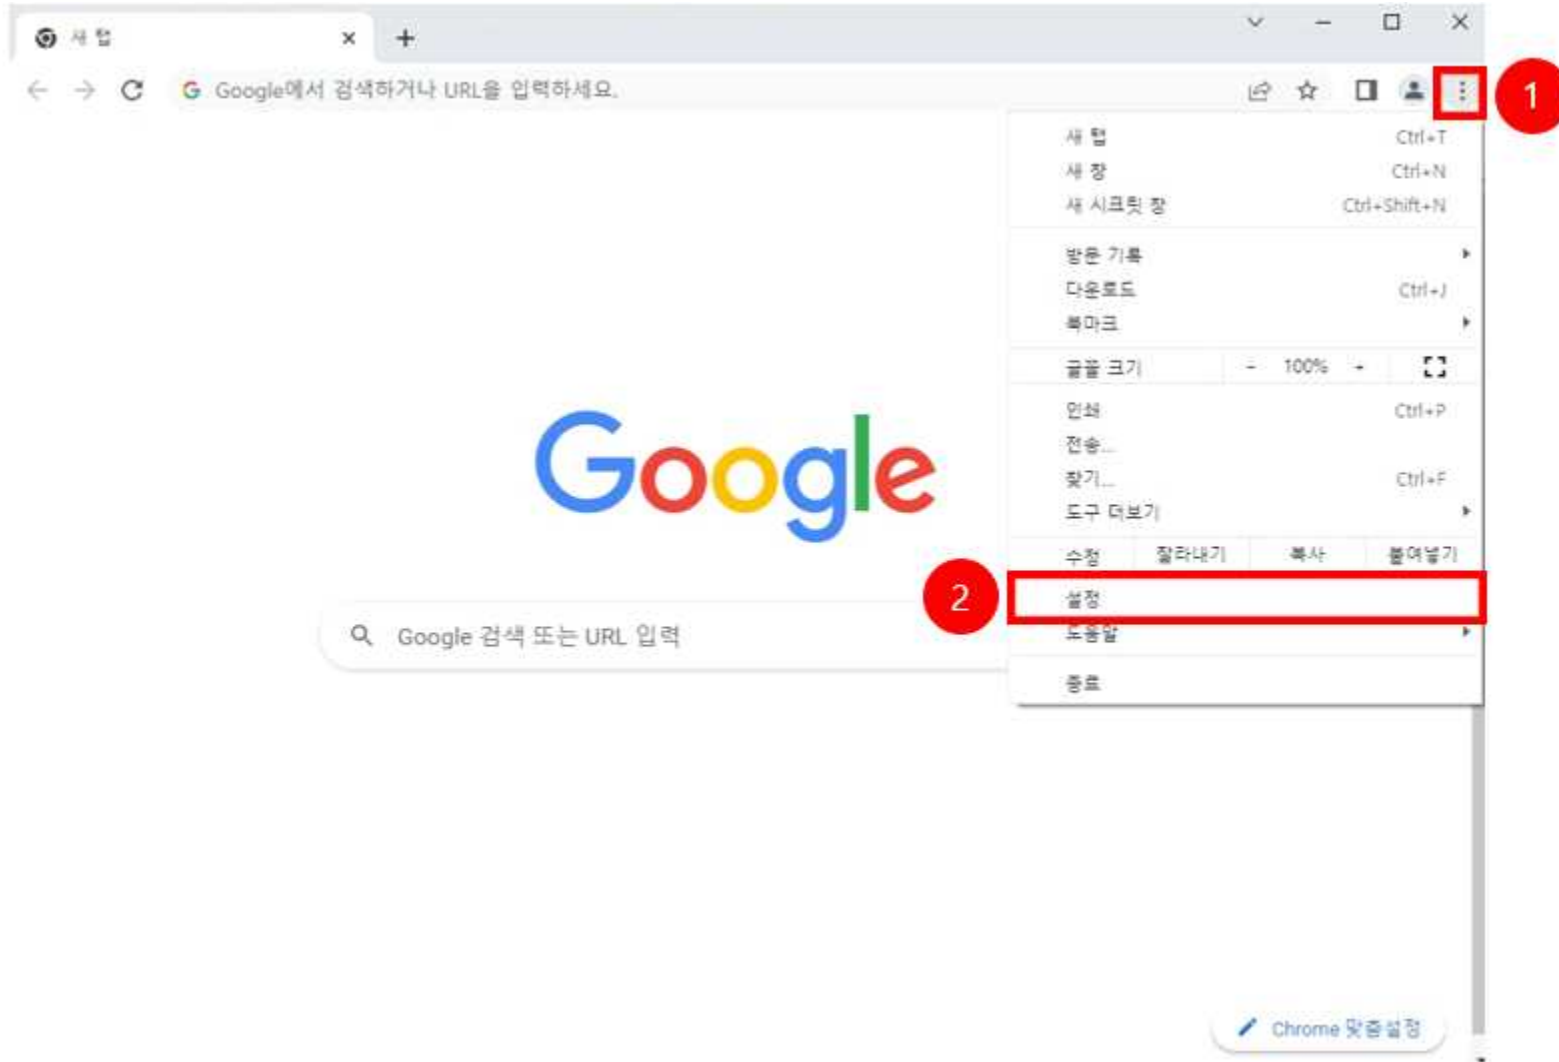 새 탭
Google에서 검색하거나 URL을 입력하세요.
1
새 탭 Ctrl+T
새 창 Ctrl+N
새 시크릿 창 Ctrl+Shift+N
방문 기록
다운로드 Ctrl+J
북마크
글꼴 크기 - 100% +
인쇄 Ctrl+P
전송...
찾기... Ctrl+F
도구 더보기
수정 잘라내기 복사 붙여넣기
2 설정
도움말
종료
Google
Google 검색 또는 URL 입력
Chrome 맞춤설정